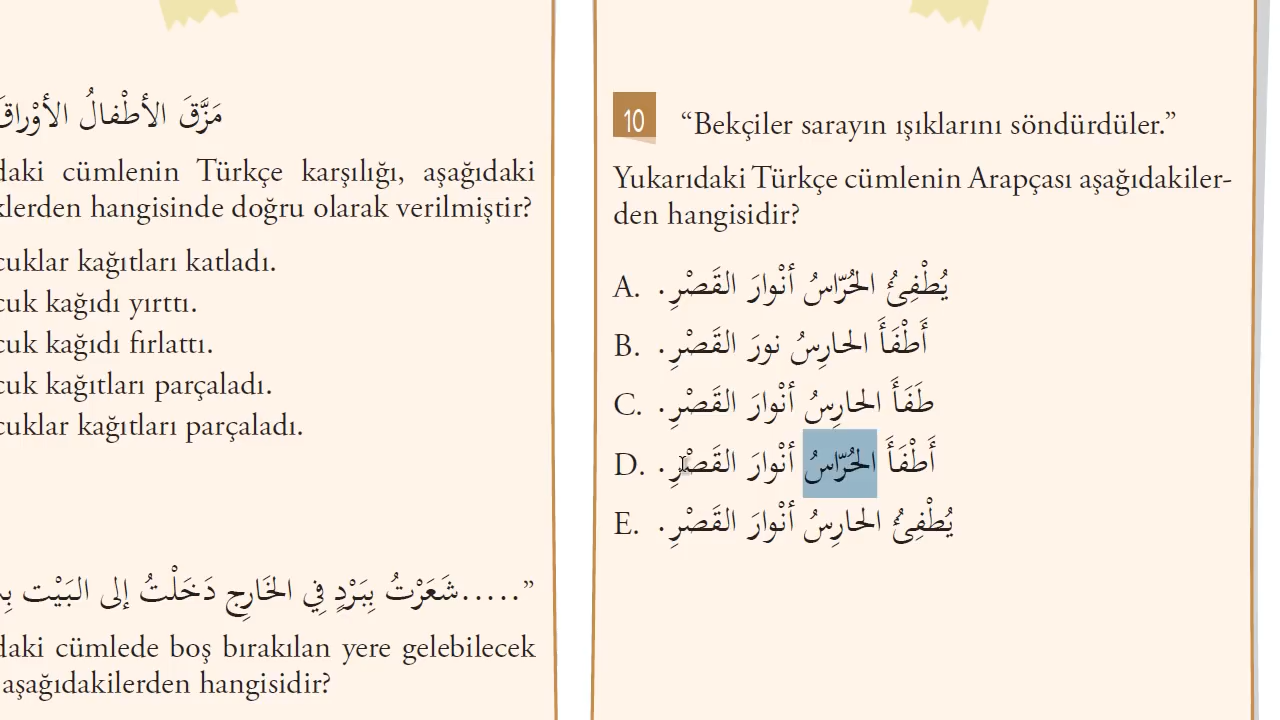 مَزَّقَ الأطْفالُ الأوْراقَ
daki cümlenin Türkçe karşılığı, aşağıdaki
klerden hangisinde doğru olarak verilmiştir?
cuklar kağıtları katladı.
cuk kağıdı yırttı.
cuk kağıdı fırlattı.
cuk kağıtları parçaladı.
cuklar kağıtları parçaladı.
”.....شَعَرْتُ بِبَرْدٍ فِي الخَارِجِ دَخَلْتُ إلى البَيْت
daki cümlede boş bırakılan yere gelebilecek
aşağıdakilerden hangisidir?
10 “Bekçiler sarayın ışıklarını söndürdüler.”
Yukarıdaki Türkçe cümlenin Arapçası aşağıdakiler-
den hangisidir?
A. يُطْفِئُ الحُرّاسُ أنْوارَ القَصْرِ .
B. أَطْفَأَ الحارِسُ نورَ القَصْرِ .
C. طَفَأَ الحارِسُ أنْوارَ القَصْرِ .
D. أَطْفَأَ الحُرّاسُ أنْوارَ القَصْرِ .
E. يُطْفِئُ الحارِسُ أنْوارَ القَصْرِ .